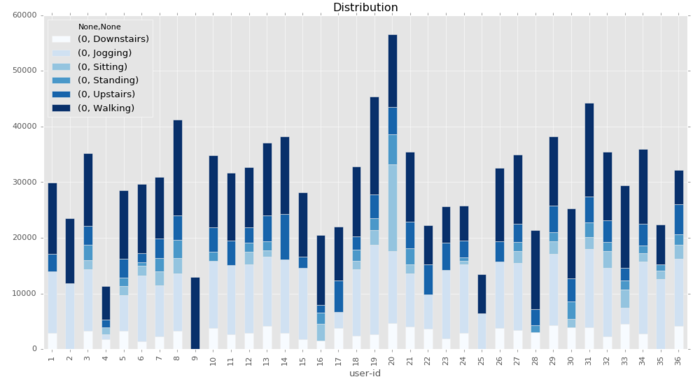 Distribution
60000
50000
40000
30000
20000
10000
0
None,None
(0, Downstairs)
(0, Jogging)
(0, Sitting)
(0, Standing)
(0, Upstairs)
(0, Walking)
1 2 3 4 5 6 7 8 9 10 11 12 13 14 15 16 17 18 19 20 21 22 23 24 25 26 27 28 29 30 31 32 33 34 35 36
user-id